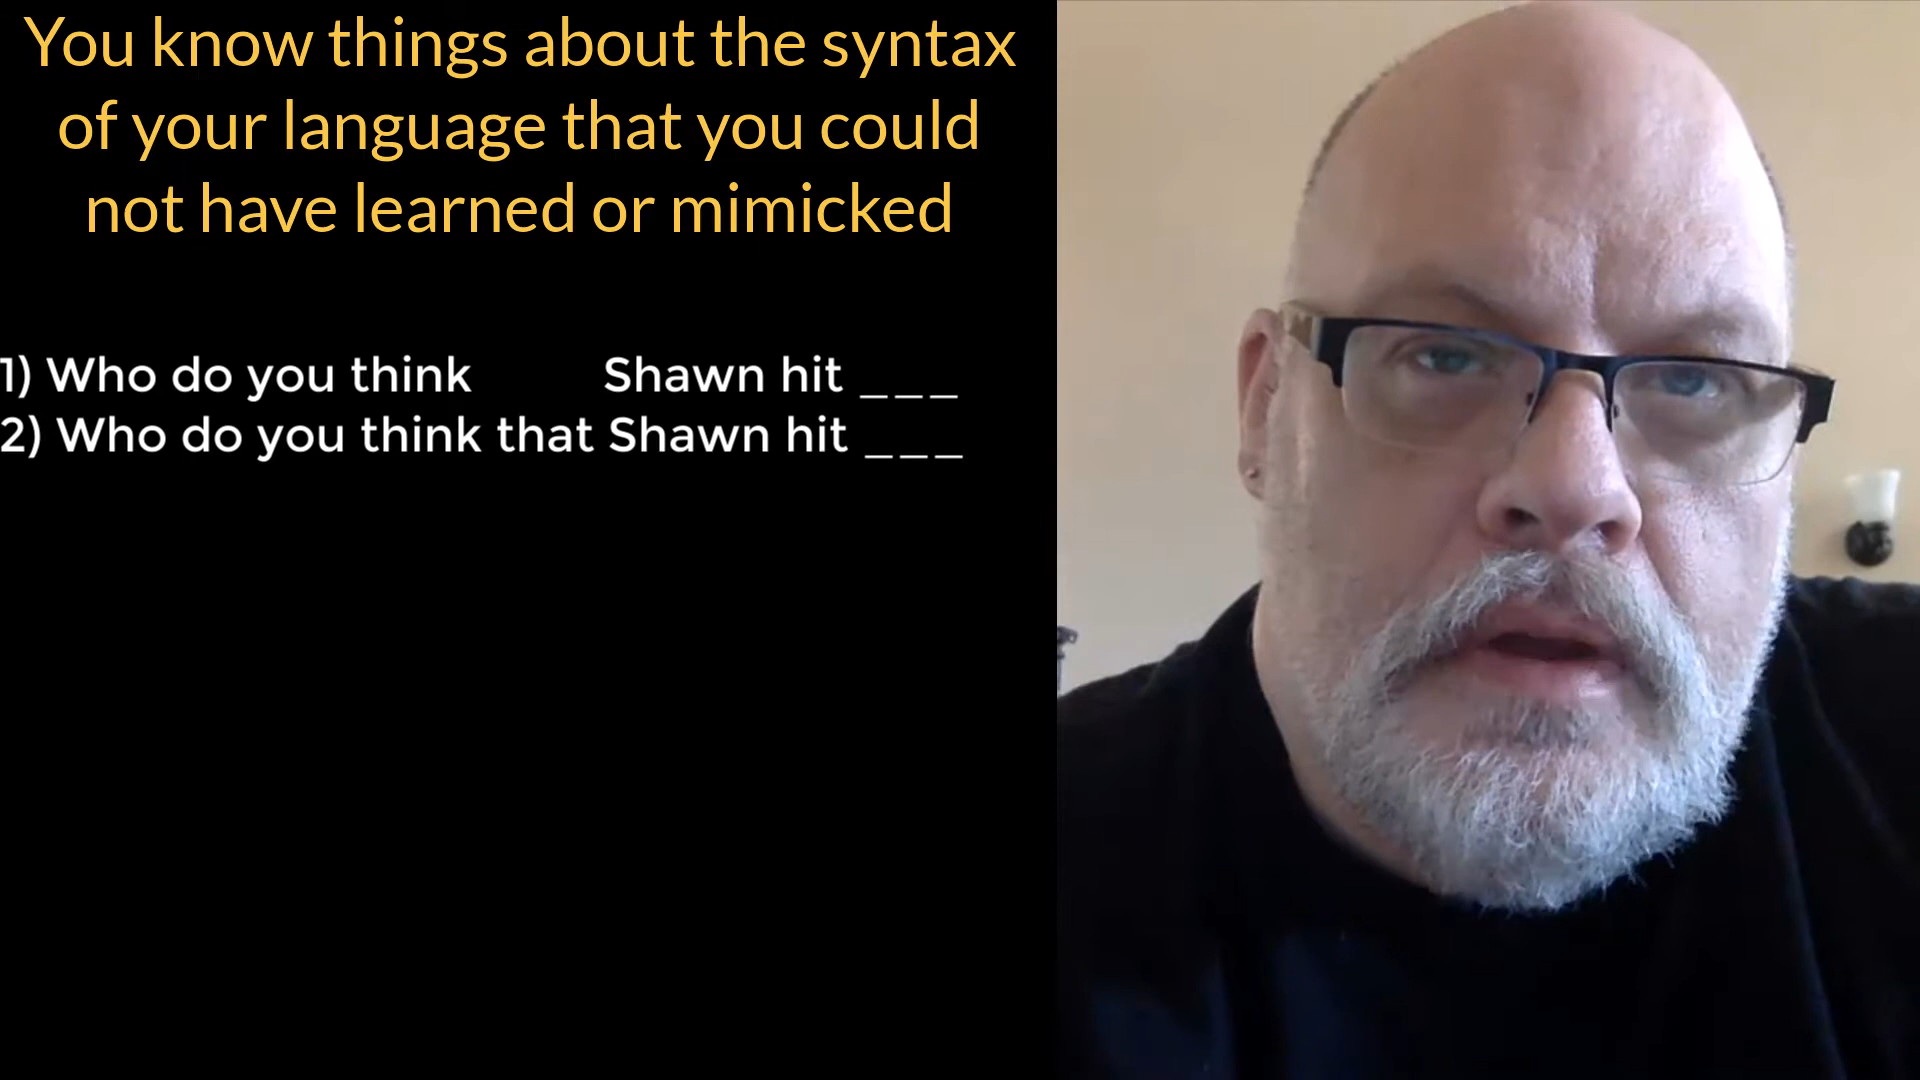 You know things about the syntax
of your language that you could
not have learned or mimicked
1) Who do you think Shawn hit ___
2) Who do you think that Shawn hit ___